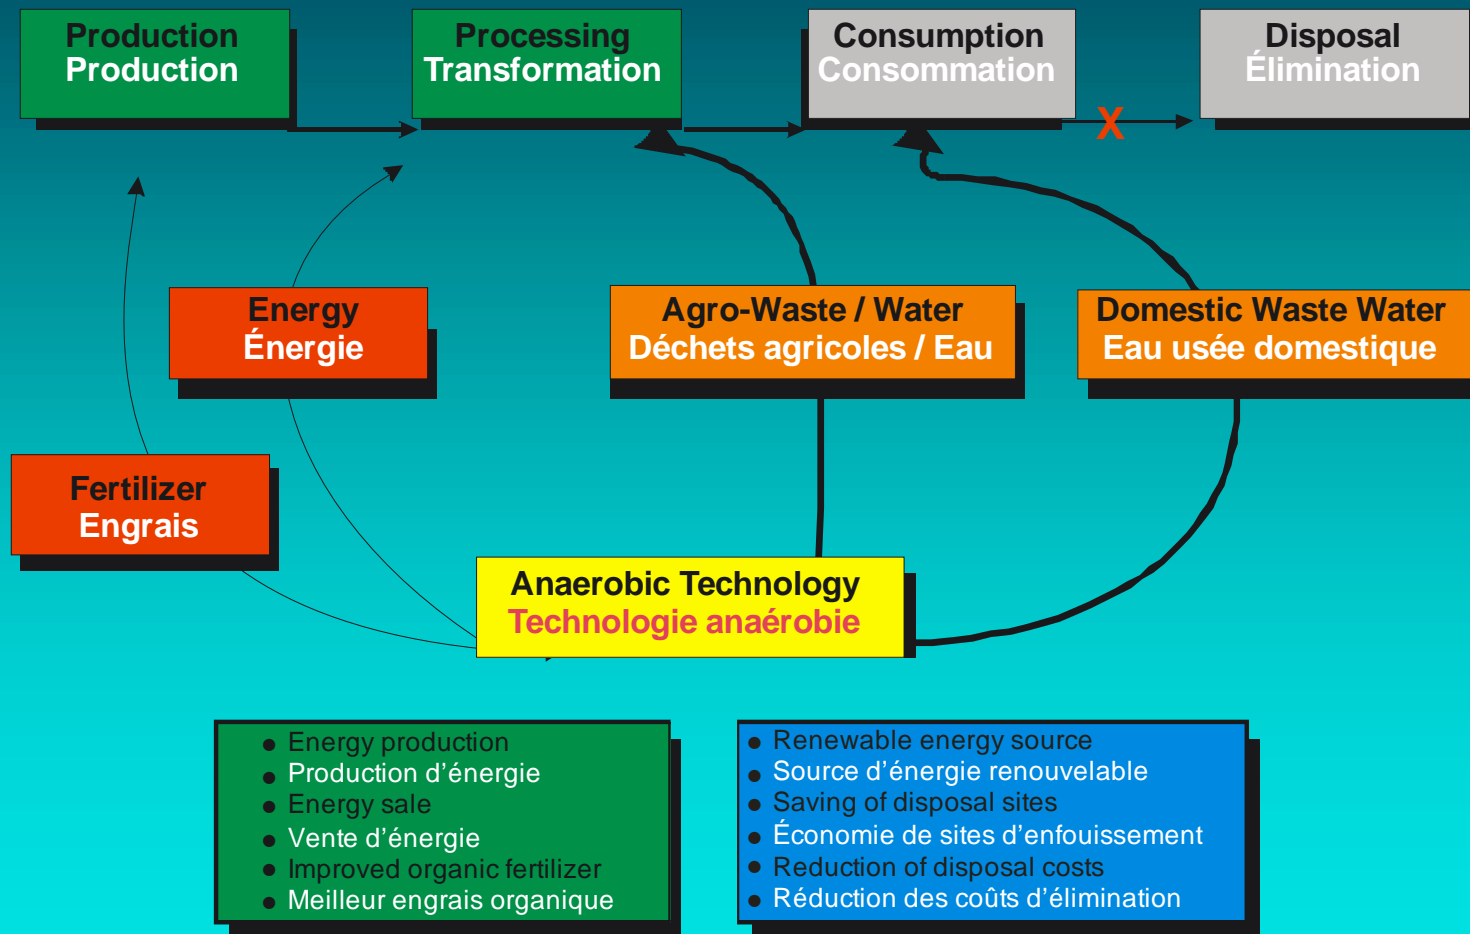 Production
Production
Processing
Transformation
Consumption
Consommation
Disposal
Élimination
X
Energy
Énergie
Agro-Waste / Water
Déchets agricoles / Eau
Domestic Waste Water
Eau usée domestique
Fertilizer
Engrais
Anaerobic Technology
Technologie anaérobie
● Energy production
● Production d’énergie
● Energy sale
● Vente d’énergie
● Improved organic fertilizer
● Meilleur engrais organique
● Renewable energy source
● Source d’énergie renouvelable
● Saving of disposal sites
● Économie de sites d’enfouissement
● Reduction of disposal costs
● Réduction des coûts d’élimination